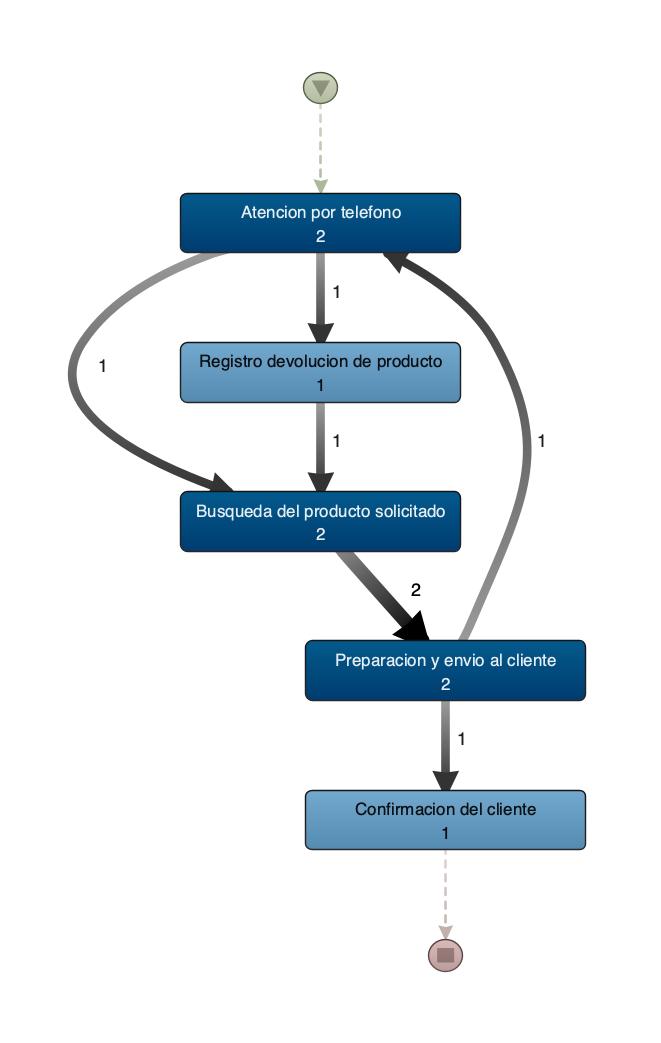 Atencion por telefono
2
1
1
Registro devolucion de producto
1
1
1
Busqueda del producto solicitado
2
2
Preparacion y envio al cliente
2
1
Confirmacion del cliente
1